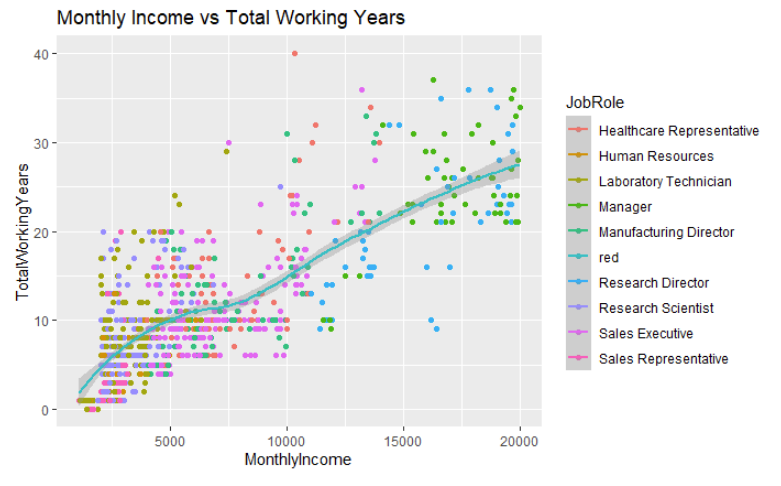 Monthly Income vs Total Working Years
40
30
20
10
0
TotalWorkingYears
5000
10000
15000
20000
MonthlyIncome
JobRole
Healthcare Representative
Human Resources
Laboratory Technician
Manager
Manufacturing Director
red
Research Director
Research Scientist
Sales Executive
Sales Representative